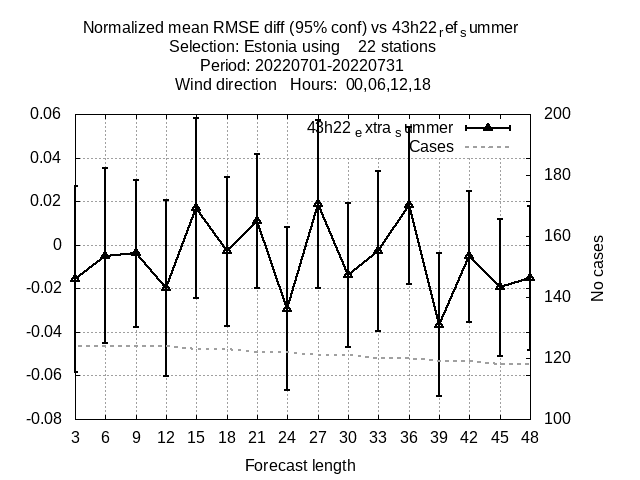 Normalized mean RMSE diff (95% conf) vs 43h22refsummer
Selection: Estonia using    22 stations
Period: 20220701-20220731
Wind direction   Hours:  00,06,12,18
43h22extrasummer
Cases
0.06
0.04
0.02
0
-0.02
-0.04
-0.06
-0.08
200
180
160
140
120
100
No cases
3 6 9 12 15 18 21 24 27 30 33 36 39 42 45 48
Forecast length